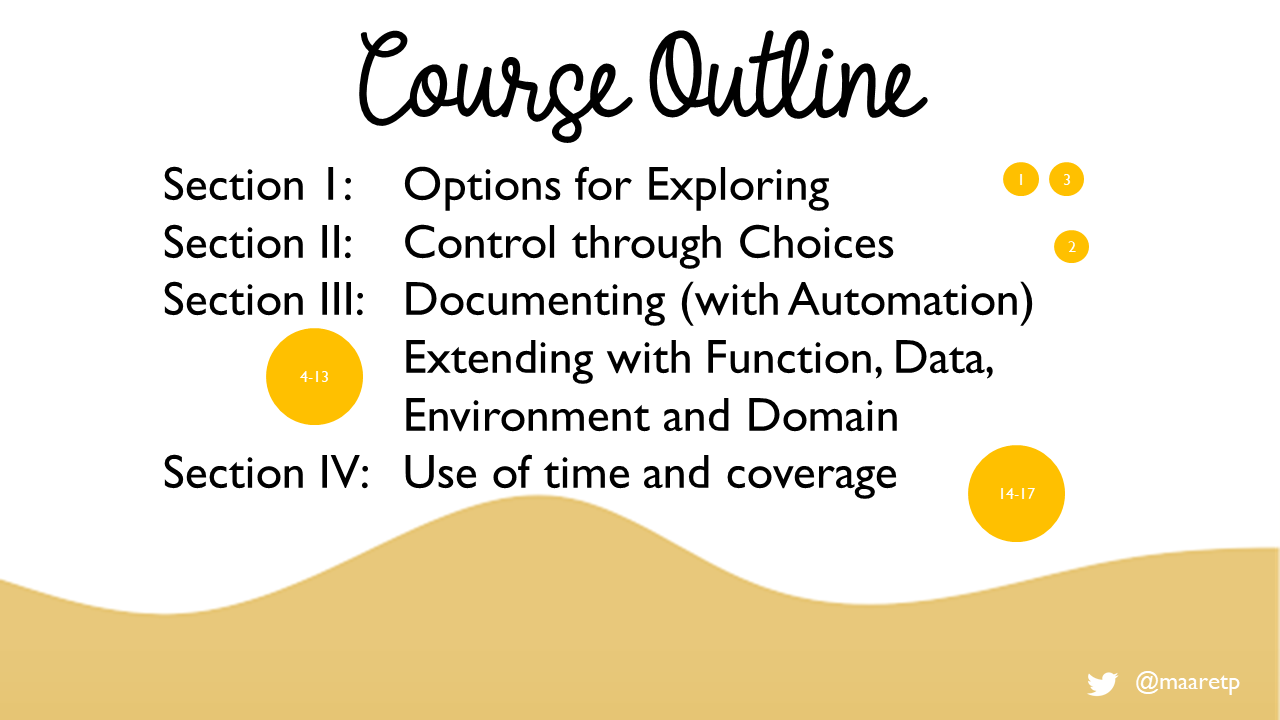 Course Outline
Section 1: Options for Exploring 1 3
Section II: Control through Choices 2
Section III: Documenting (with Automation)
4-13 Extending with Function, Data,
Environment and Domain
Section IV: Use of time and coverage 14-17
@maaretp